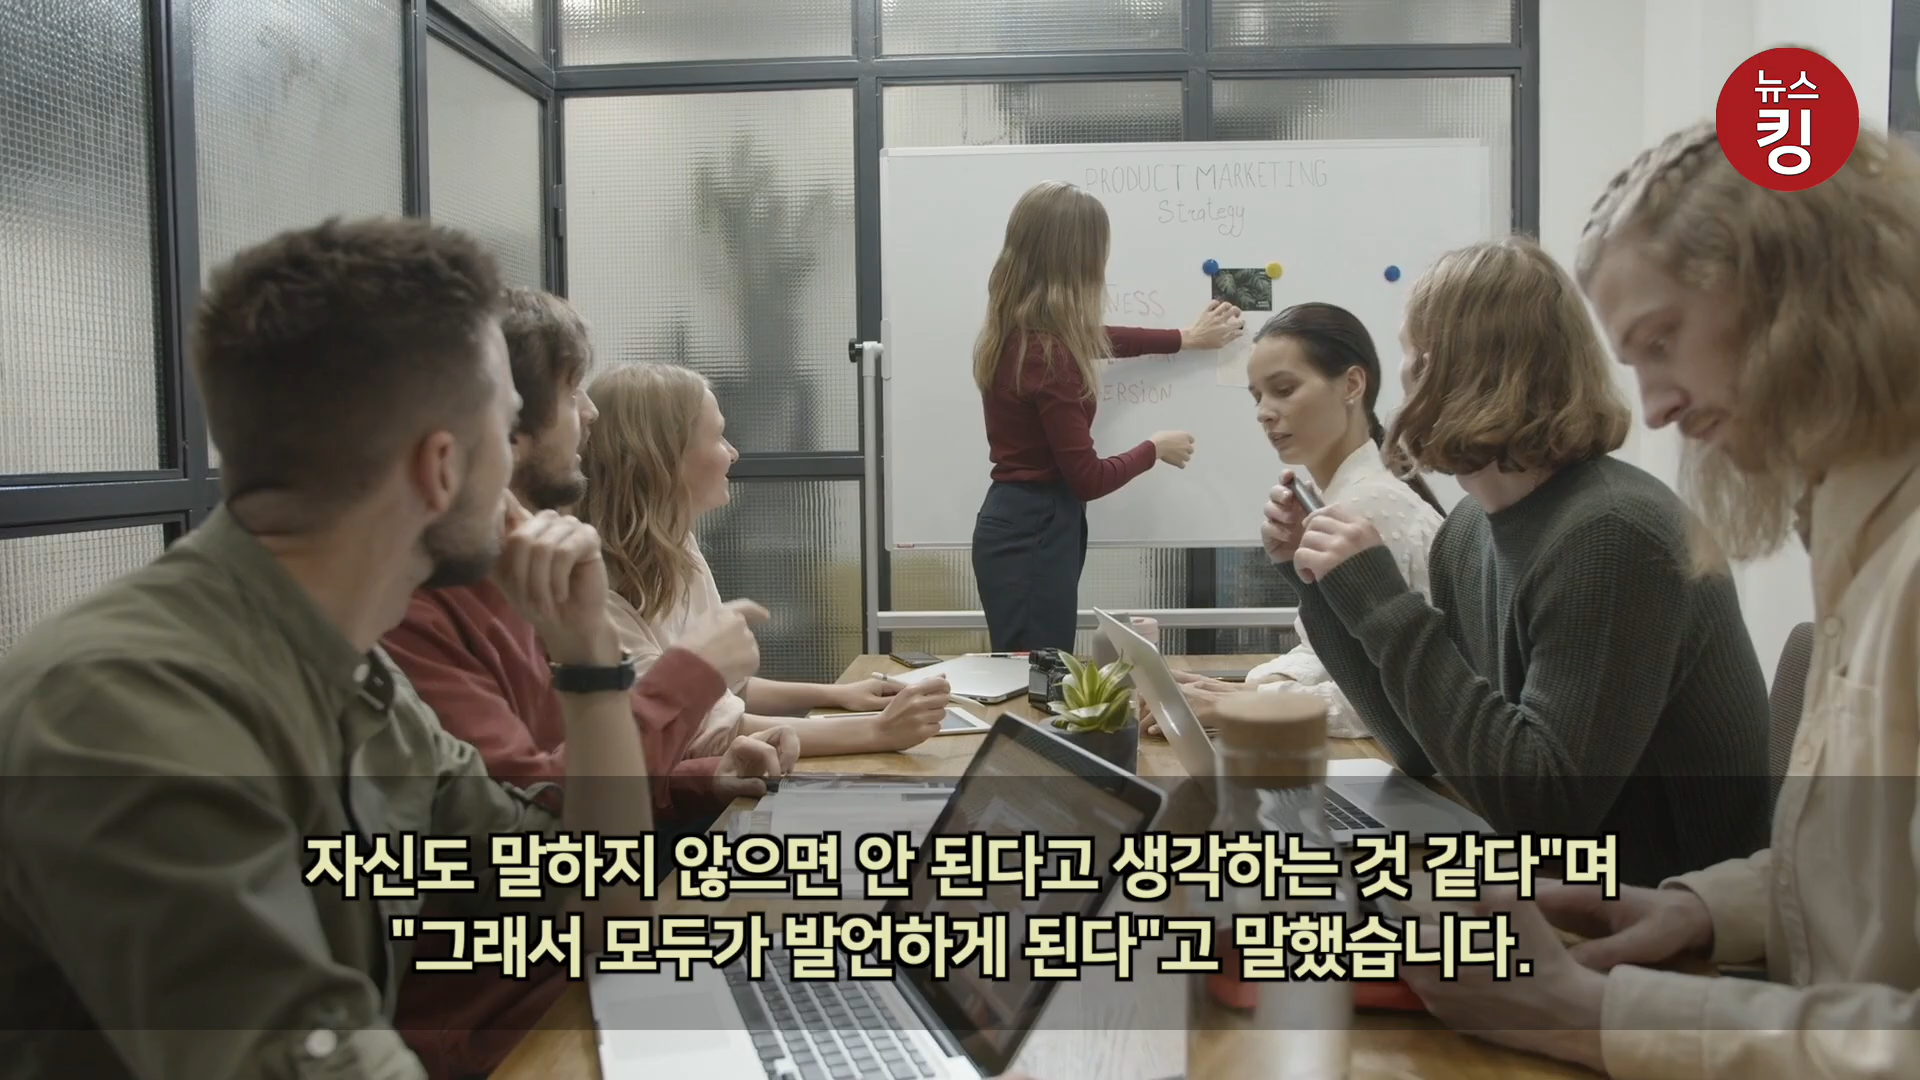 뉴스
킹
PRODUCT MARKETING
Strategy
자신도 말하지 않으면 안 된다고 생각하는 것 같다"며
"그래서 모두가 발언하게 된다"고 말했습니다.